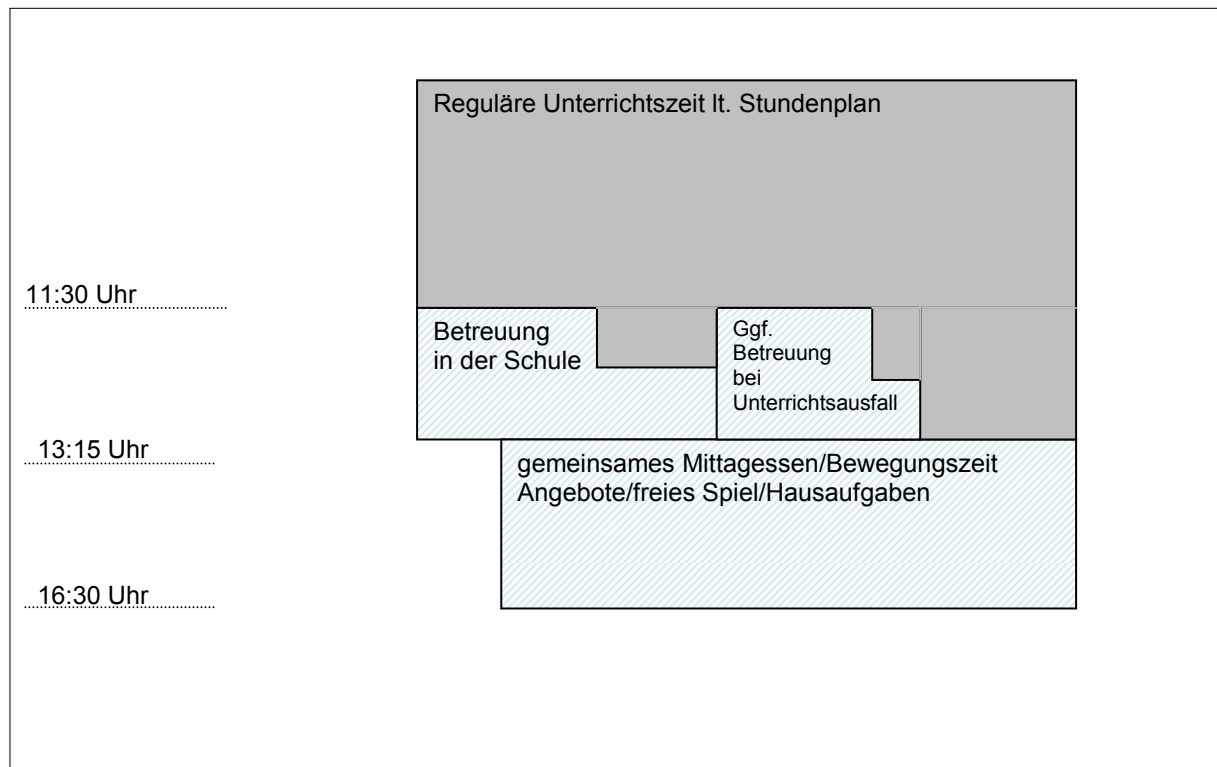 Reguläre Unterrichtszeit lt. Stundenplan
11:30 Uhr
Betreuung
in der Schule
Ggf.
Betreuung
bei
Unterrichtsausfall
13:15 Uhr
gemeinsames Mittagessen/Bewegungszeit
Angebote/freies Spiel/Hausaufgaben
16:30 Uhr